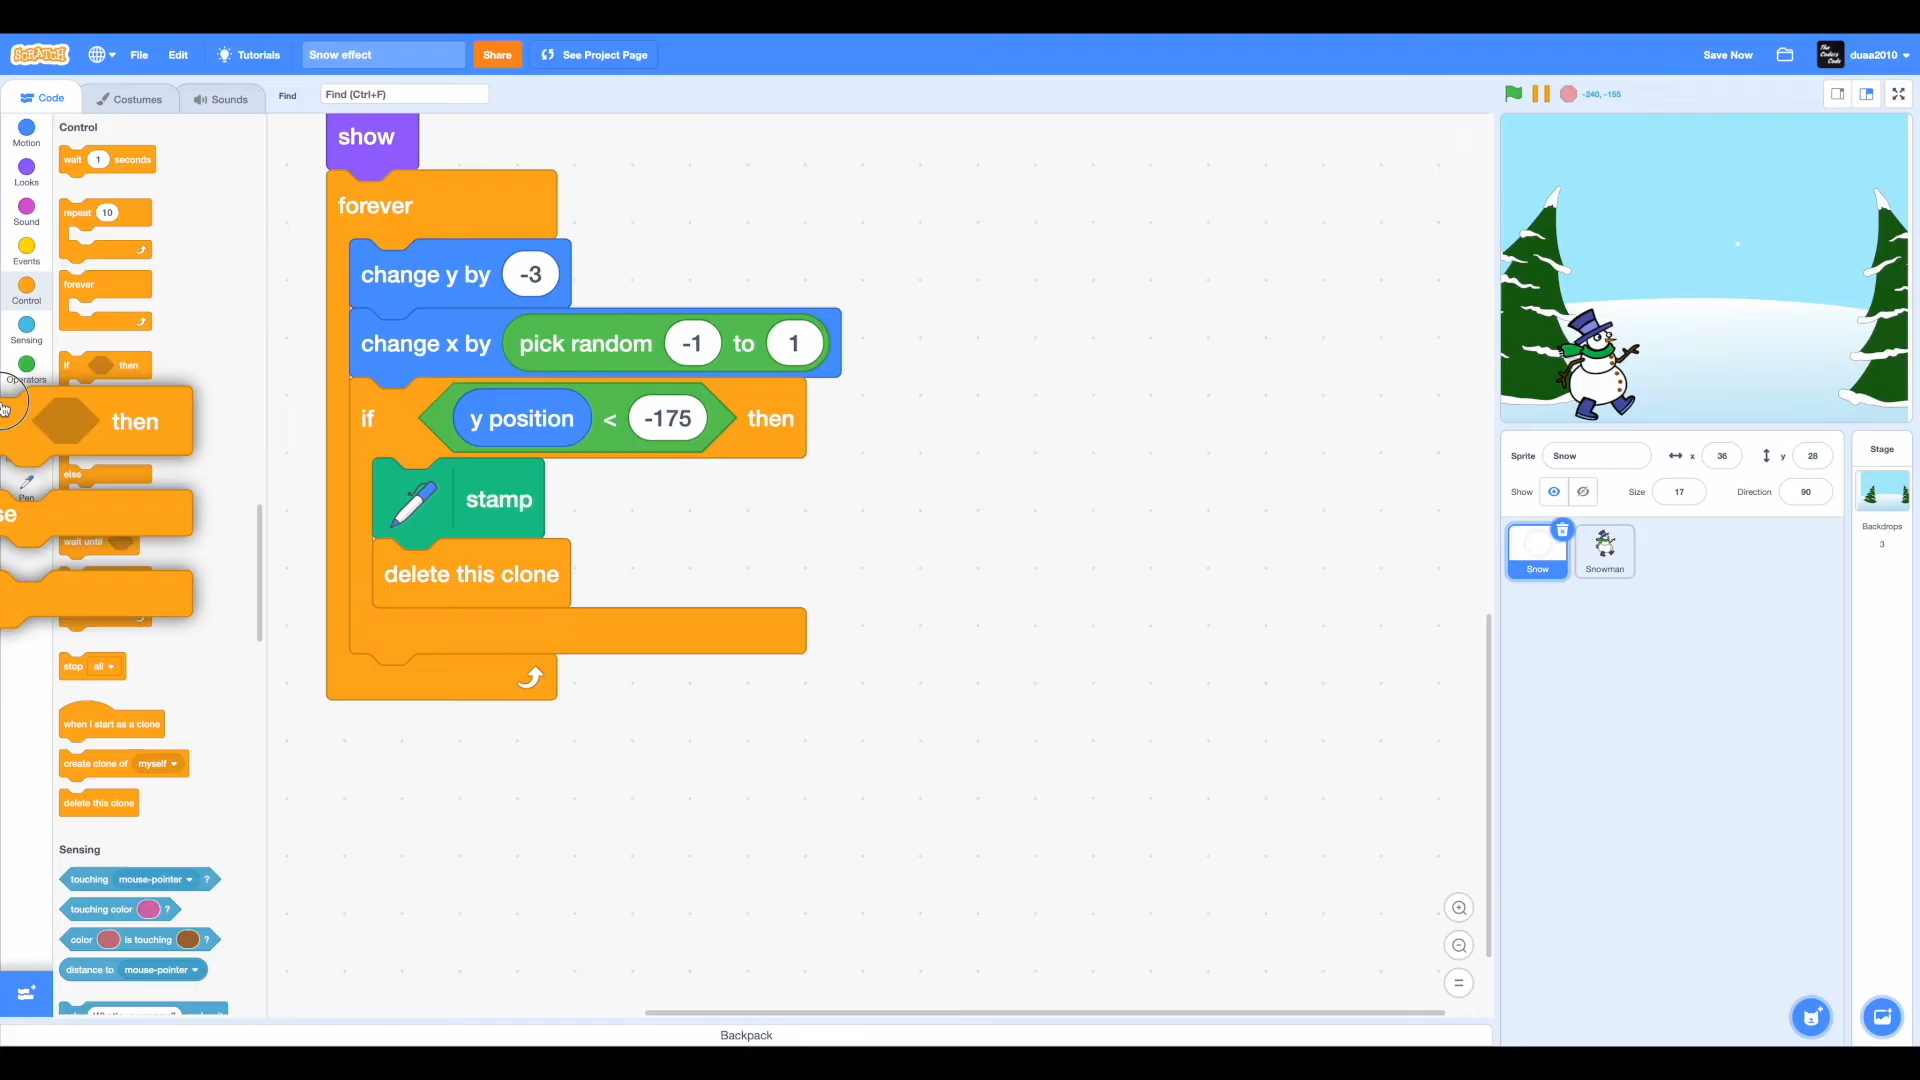 SCRATCH
File Edit Tutorials Snow effect Share See Project Page Save Now duaa2010
Code Costumes Sounds Find Find (Ctrl+F) -240, -155
Motion
Looks
Sound
Events
Control
Sensing
Operators
Pen
Control
wait 1 seconds
repeat 10
forever
if then
then
else
wait until
stop all
when I start as a clone
create clone of myself
delete this clone
Sensing
touching mouse-pointer ?
touching color ?
color is touching ?
distance to mouse-pointer
show
forever
change y by -3
change x by pick random -1 to 1
if y position < -175 then
stamp
delete this clone
Sprite Snow x 36 y 28
Show Size 17 Direction 90
Snow
Snowman
Stage
Backdrops
3
Backpack